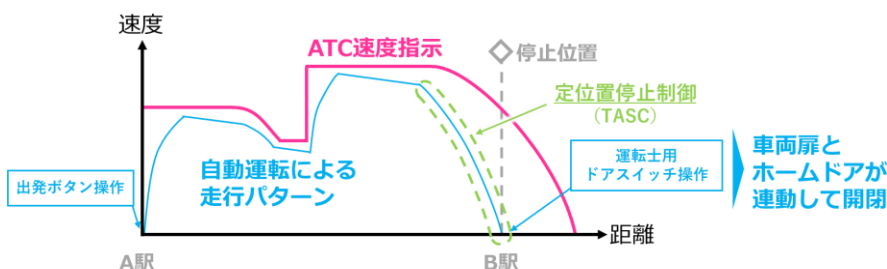 速度
ATC速度指示
停止位置
定位置停止制御
（TASC）
運転士用
ドアスイッチ操作
車両扉と
ホームドアが
連動して開閉
自動運転による
走行パターン
出発ボタン操作
距離
A駅
B駅